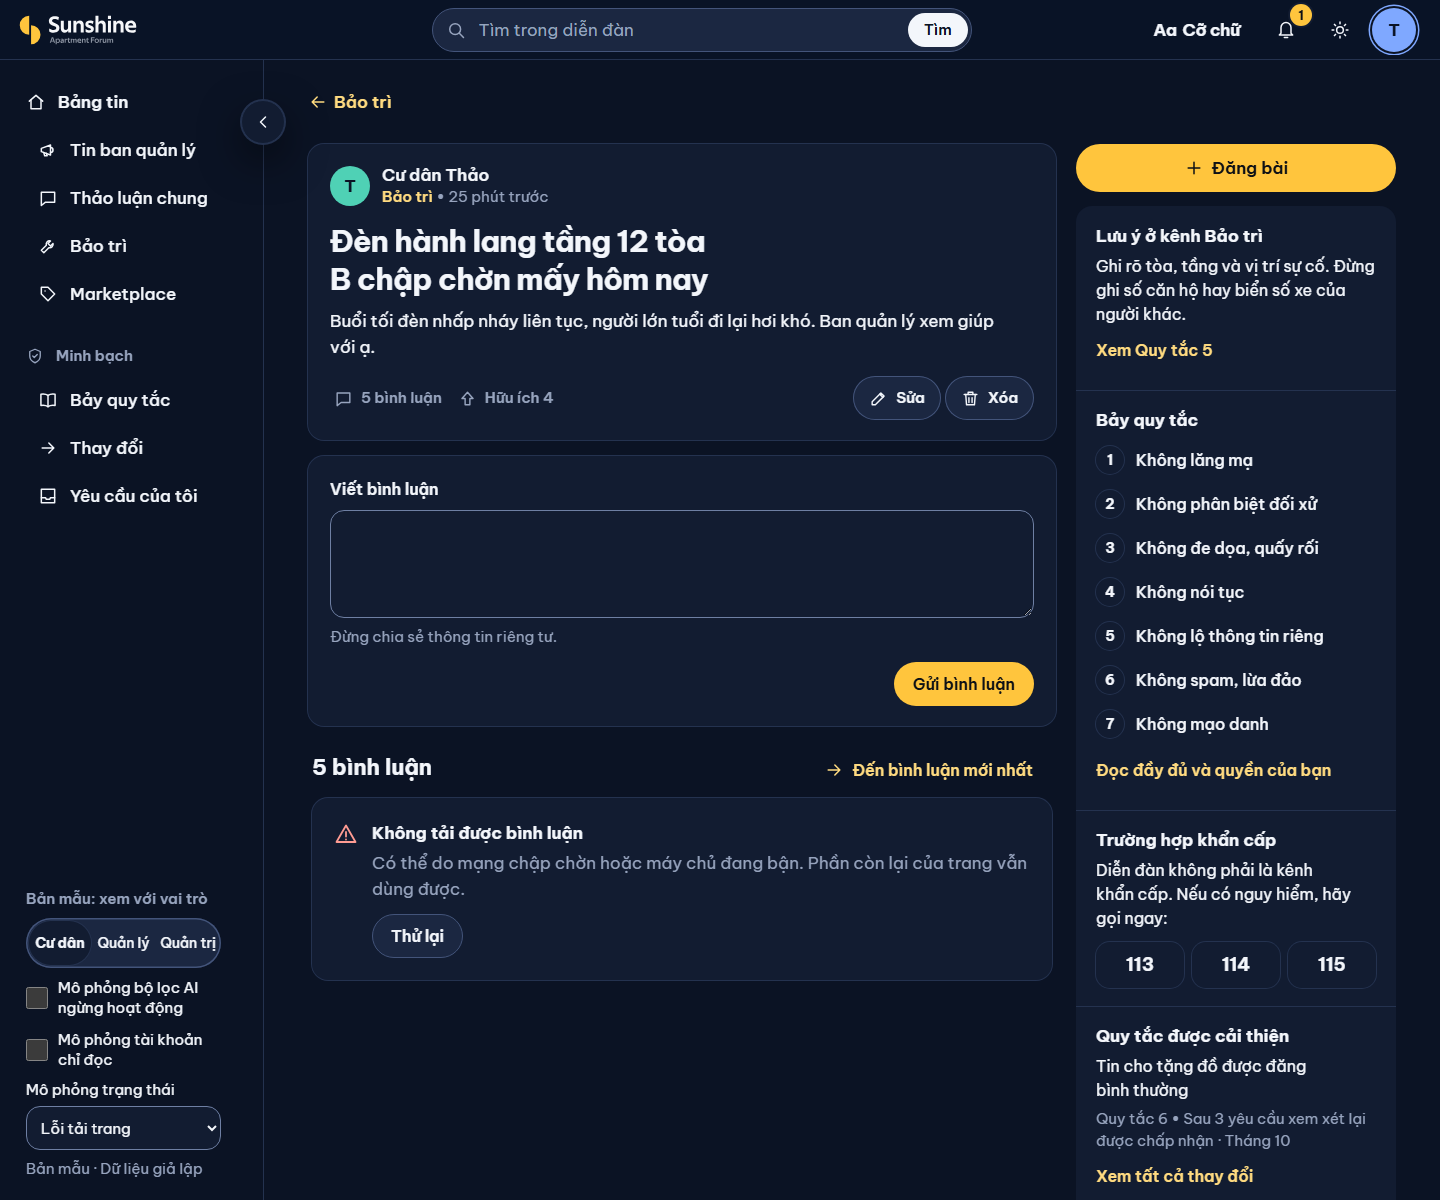 Sunshine
Apartment Forum
Tìm trong diễn đàn
Tìm
Aa Cỡ chữ
1
T
Bảng tin
Tin ban quản lý
Thảo luận chung
Bảo trì
Marketplace
Minh bạch
Bảy quy tắc
Thay đổi
Yêu cầu của tôi
Bản mẫu: xem với vai trò
Cư dân
Quản lý
Quản trị
Mô phỏng bộ lọc AI
ngừng hoạt động
Mô phỏng tài khoản
chỉ đọc
Mô phỏng trạng thái
Lỗi tải trang
Bản mẫu · Dữ liệu giả lập
Bảo trì
T
Cư dân Thảo
Bảo trì • 25 phút trước
Đèn hành lang tầng 12 tòa
B chập chờn mấy hôm nay
Buổi tối đèn nhấp nháy liên tục, người lớn tuổi đi lại hơi khó. Ban quản lý xem giúp
với ạ.
5 bình luận
Hữu ích 4
Sửa
Xóa
Viết bình luận
Đừng chia sẻ thông tin riêng tư.
Gửi bình luận
5 bình luận
Đến bình luận mới nhất
Không tải được bình luận
Có thể do mạng chập chờn hoặc máy chủ đang bận. Phần còn lại của trang vẫn
dùng được.
Thử lại
Đăng bài
Lưu ý ở kênh Bảo trì
Ghi rõ tòa, tầng và vị trí sự cố. Đừng
ghi số căn hộ hay biển số xe của
người khác.
Xem Quy tắc 5
Bảy quy tắc
1 Không lăng mạ
2 Không phân biệt đối xử
3 Không đe dọa, quấy rối
4 Không nói tục
5 Không lộ thông tin riêng
6 Không spam, lừa đảo
7 Không mạo danh
Đọc đầy đủ và quyền của bạn
Trường hợp khẩn cấp
Diễn đàn không phải là kênh
khẩn cấp. Nếu có nguy hiểm, hãy
gọi ngay:
113
114
115
Quy tắc được cải thiện
Tin cho tặng đồ được đăng
bình thường
Quy tắc 6 • Sau 3 yêu cầu xem xét lại
được chấp nhận · Tháng 10
Xem tất cả thay đổi